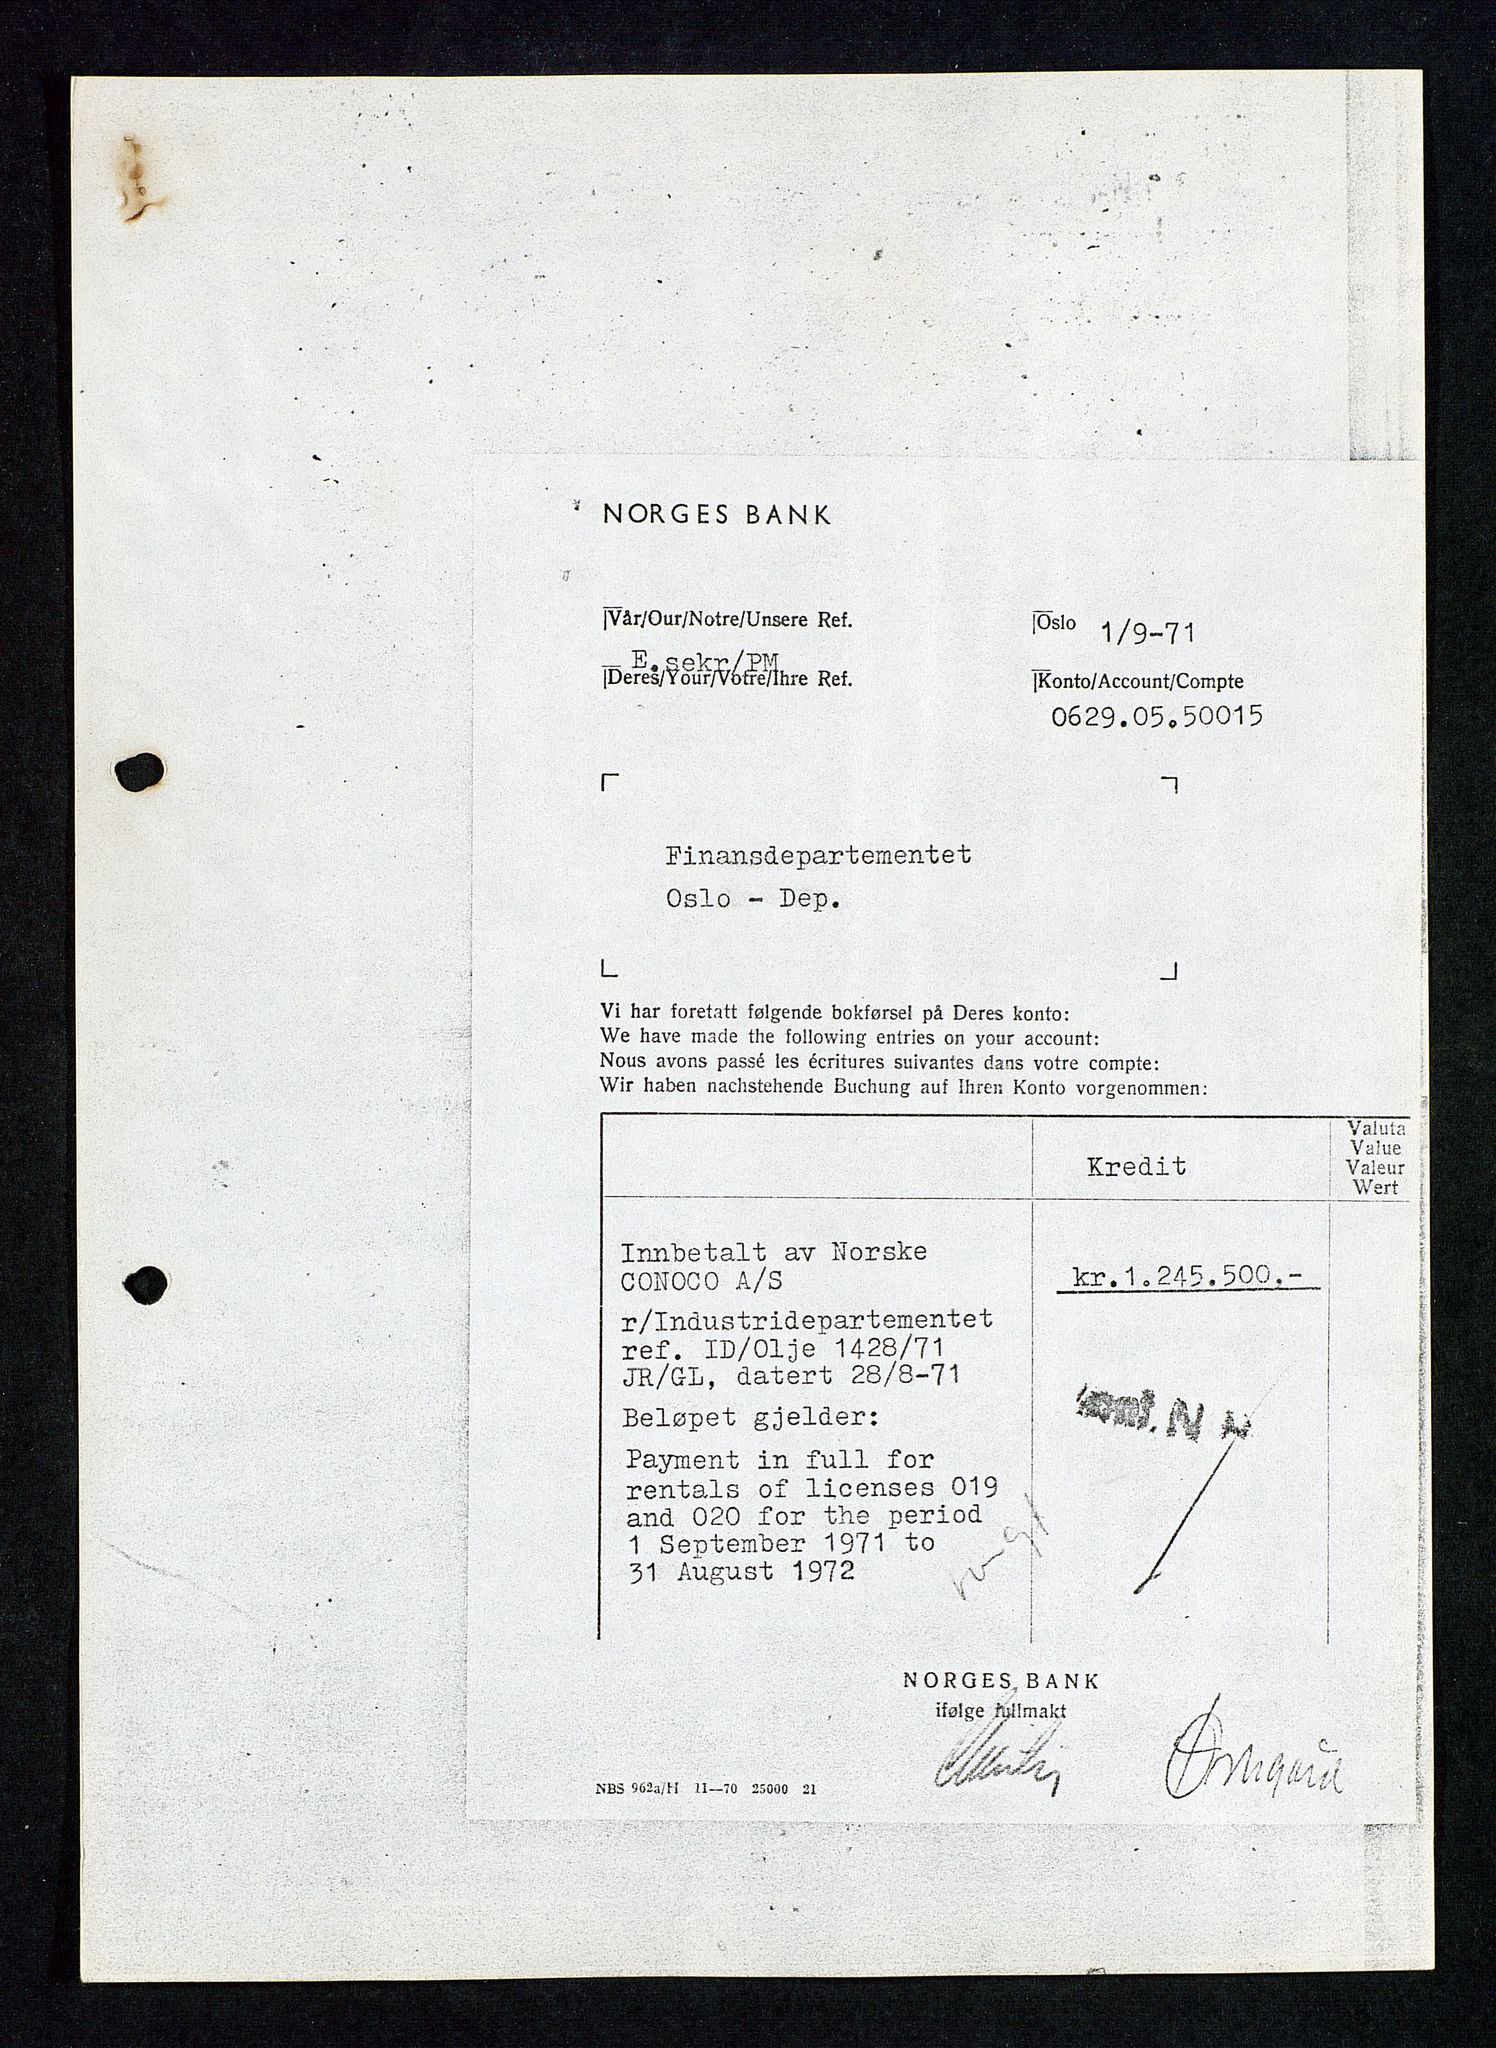 NORGES BANK
Vår/Our/Notre/Unsere Ref.
Oslo 1/9-71
E.sekr/PM
Deres/Your/Votre/Ihre Ref.
Konto/Account/Compte
0629.05.50015
Finansdepartementet
Oslo - Dep.
Vi har foretatt følgende bokførsel på Deres konto:
We have made the following entries on your account:
Nous avons passé les écritures suivantes dans votre compte:
Wir haben nachstehende Buchung auf Ihren Konto vorgenommen:
Kredit
Valuta
Value
Valeur
Wert
Innbetalt av Norske
CONOCO A/S
kr.1.245.500.-
r/Industridepartementet
ref. ID/Olje 1428/71
JR/GL, datert 28/8-71
Beløpet gjelder:
Payment in full for
rentals of licenses 019
and 020 for the period
1 September 1971 to
31 August 1972
NORGES BANK
ifølge fullmakt
NBS 962a/H 11—70 25000 21